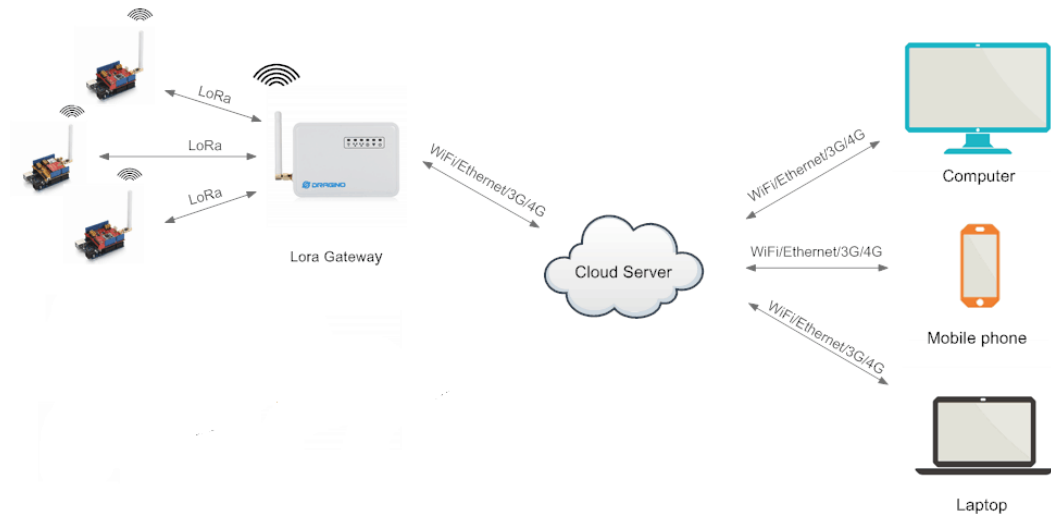 LoRa
LoRa
LoRa
DRAGINO
Lora Gateway
WiFi/Ethernet/3G/4G
Cloud Server
WiFi/Ethernet/3G/4G
WiFi/Ethernet/3G/4G
WiFi/Ethernet/3G/4G
Computer
Mobile phone
Laptop